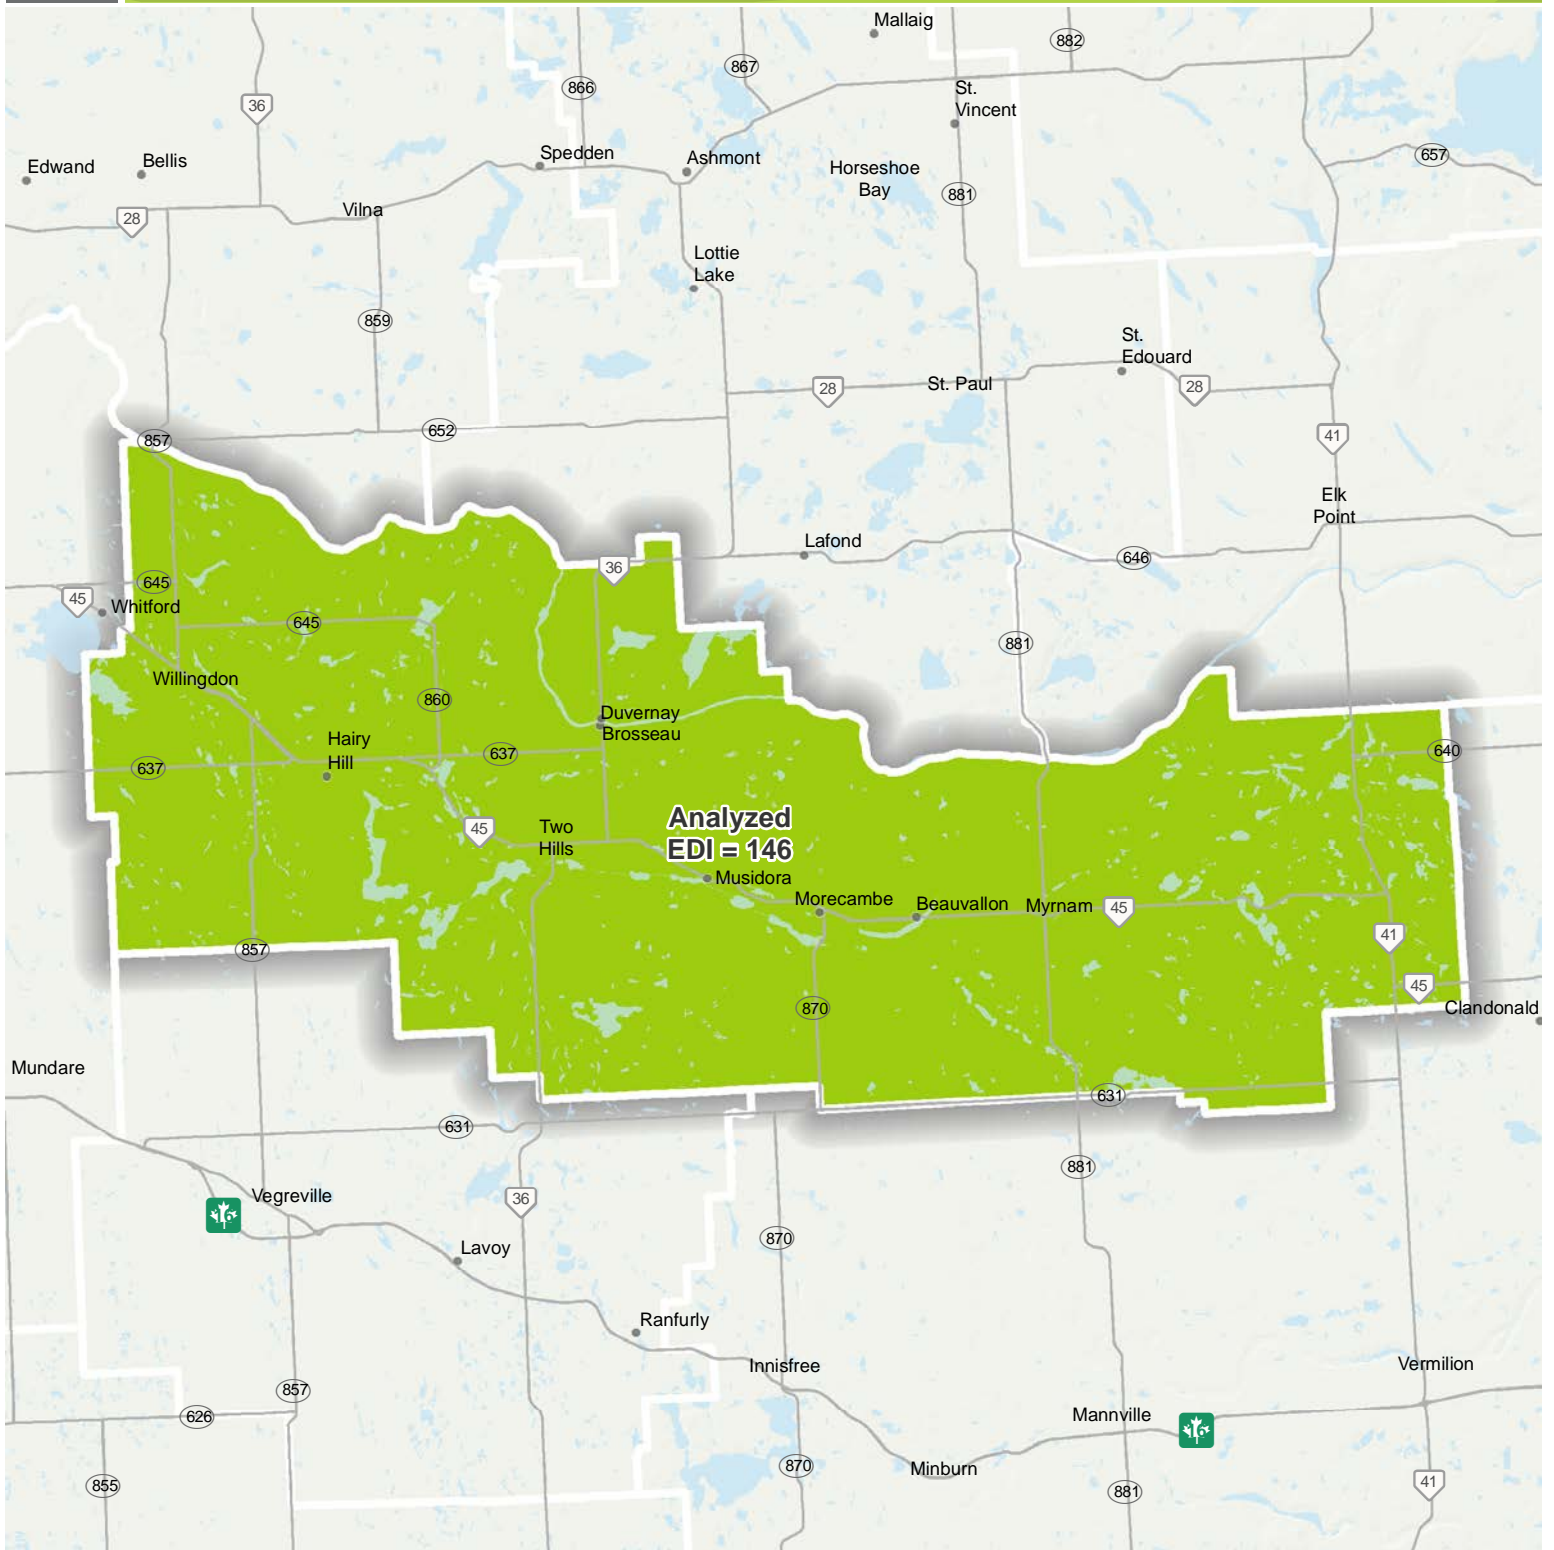 Mallaig
882
867
866
St.
Vincent
36
657
Edwand
Bellis
Spedden
Ashmont
Horseshoe
Bay
881
28
Vilna
Lottie
Lake
859
St.
Edouard
28
St. Paul
28
652
857
41
Elk
Point
36
Lafond
646
645
45
Whitford
645
881
Willingdon
860
Duvernay
Brosseau
Hairy
Hill
637
637
640
45
Two
Hills
Analyzed
EDI = 146
Musidora
Morecambe
Beauvallon
Myrnam
45
857
41
45
870
Clandonald
Mundare
631
631
881
Vegreville
36
16
870
Lavoy
Ranfurly
Innisfree
Vermilion
857
626
Mannville
16
870
Minburn
855
881
41